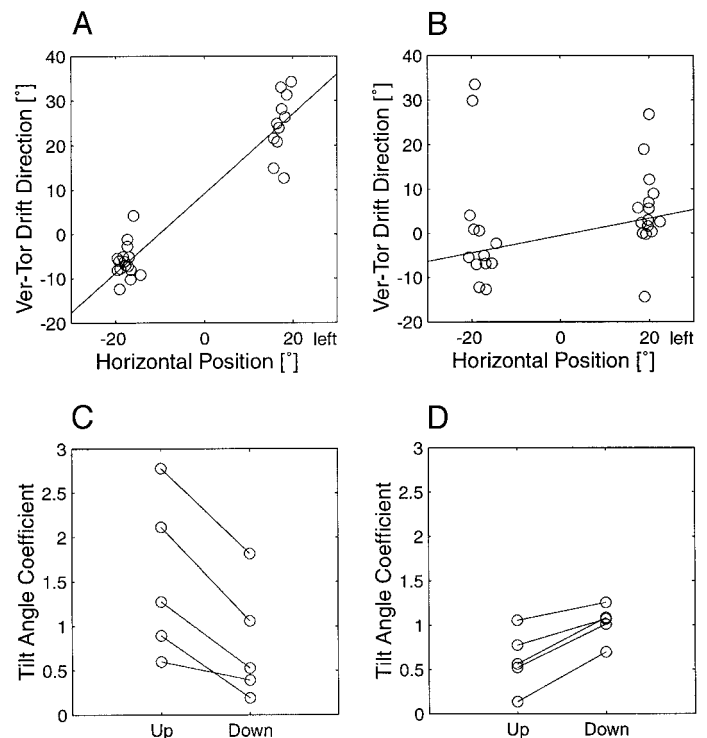 A
B
Ver-Tor Drift Direction [°]
40
30
20
10
0
-10
-20
-20
0
20
left
Horizontal Position [°]
Ver-Tor Drift Direction [°]
40
30
20
10
0
-10
-20
-20
0
20
left
Horizontal Position [°]
C
D
Tilt Angle Coefficient
3
2.5
2
1.5
1
0.5
0
Up
Down
Tilt Angle Coefficient
3
2.5
2
1.5
1
0.5
0
Up
Down